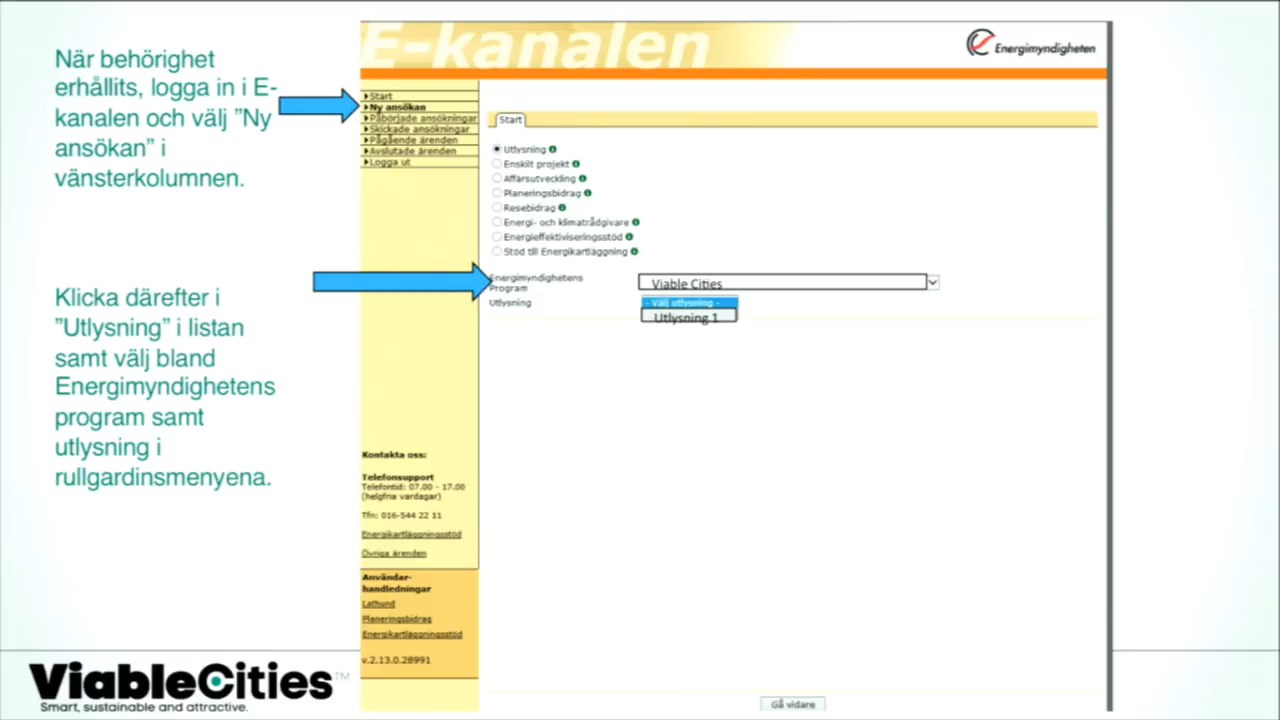 När behörighet
erhållits, logga in i E-
kanalen och välj ”Ny
ansökan” i
vänsterkolumnen.
Klicka därefter i
”Utlysning” i listan
samt välj bland
Energimyndighetens
program samt
utlysning i
rullgardinsmenyena.
E-kanalen
Energimyndigheten
Start
Ny ansökan
Påbörjade ansökningar
Skickade ansökningar
Pågående ärenden
Avslutade ärenden
Logga ut
Start
Utlysning
Enskilt projekt
Affärsutveckling
Planeringsbidrag
Resebidrag
Energi- och klimatrådgivare
Energieffektiviseringsstöd
Stöd till Energikartläggning
Energimyndighetens
Program
Viable Cities
Utlysning
- Välj utlysning -
Utlysning 1
Kontakta oss:
Telefonsupport
Telefontid: 07.00 - 17.00
(helgfria vardagar)
Tfn: 016-544 22 11
Energikartläggningsstöd
Övriga ärenden
Användar-
handledningar
Lathund
Planeringsbidrag
Energikartläggningsstöd
v.2.13.0.28991
Gå vidare
ViableCities™
Smart, sustainable and attractive.